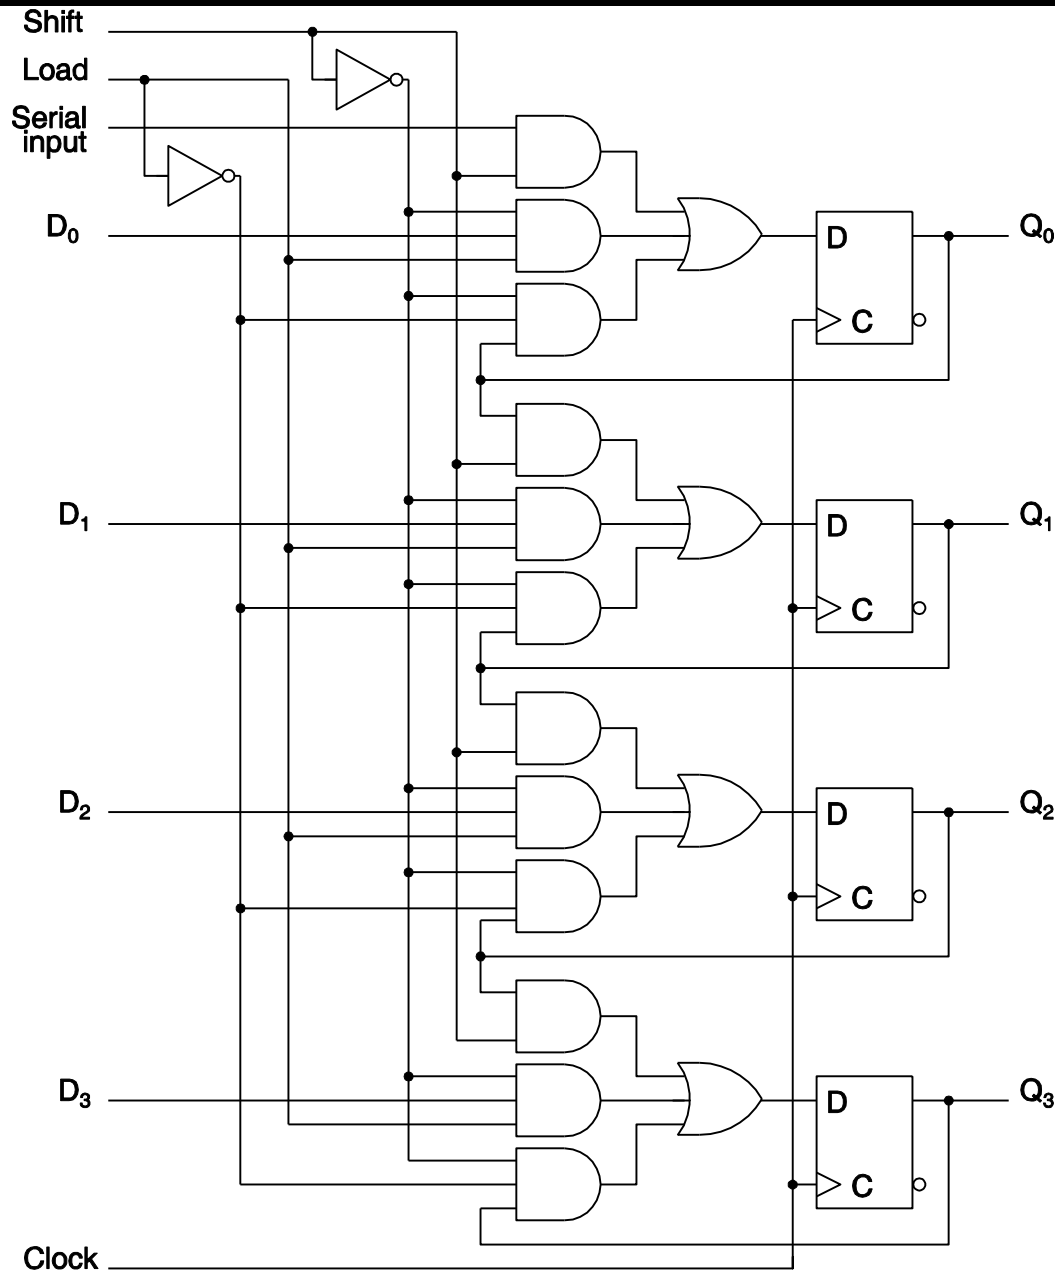 Shift
Load
Serial
input
D₀
D C
Q₀
D₁
D C
Q₁
D₂
D C
Q₂
D₃
D C
Q₃
Clock